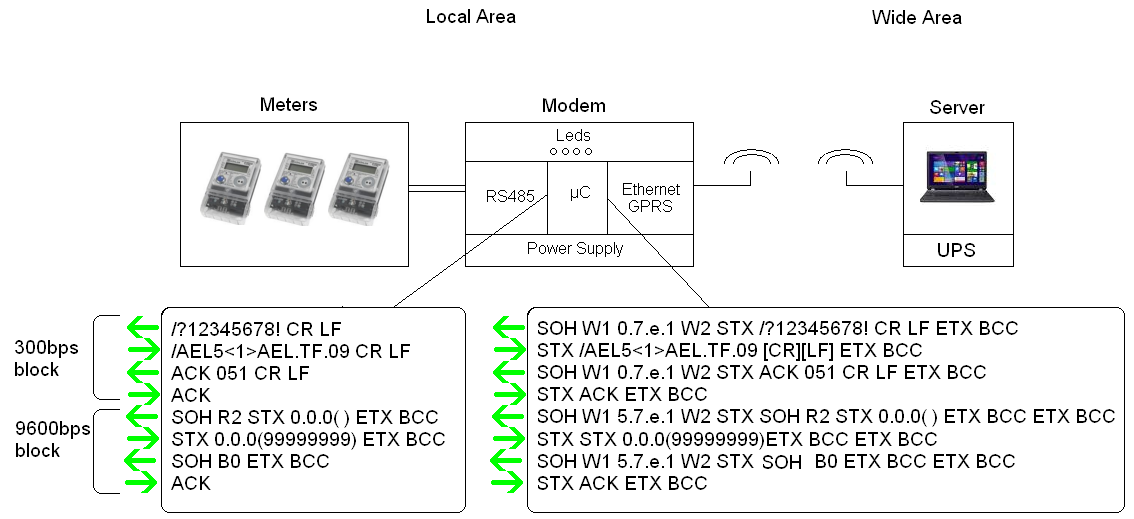 Local Area
Wide Area
Meters
Modem
Server
Leds
RS485
µC
Ethernet
GPRS
Power Supply
UPS
300bps
block
9600bps
block
/?12345678! CR LF
/AEL5<1>AEL.TF.09 CR LF
ACK 051 CR LF
ACK
SOH R2 STX 0.0.0( ) ETX BCC
STX 0.0.0(99999999) ETX BCC
SOH B0 ETX BCC
ACK
SOH W1 0.7.e.1 W2 STX /?12345678! CR LF ETX BCC
STX /AEL5<1>AEL.TF.09 [CR][LF] ETX BCC
SOH W1 0.7.e.1 W2 STX ACK 051 CR LF ETX BCC
STX ACK ETX BCC
SOH W1 5.7.e.1 W2 STX SOH R2 STX 0.0.0( ) ETX BCC ETX BCC
STX STX 0.0.0(99999999)ETX BCC ETX BCC
SOH W1 5.7.e.1 W2 STX SOH B0 ETX BCC ETX BCC
STX ACK ETX BCC